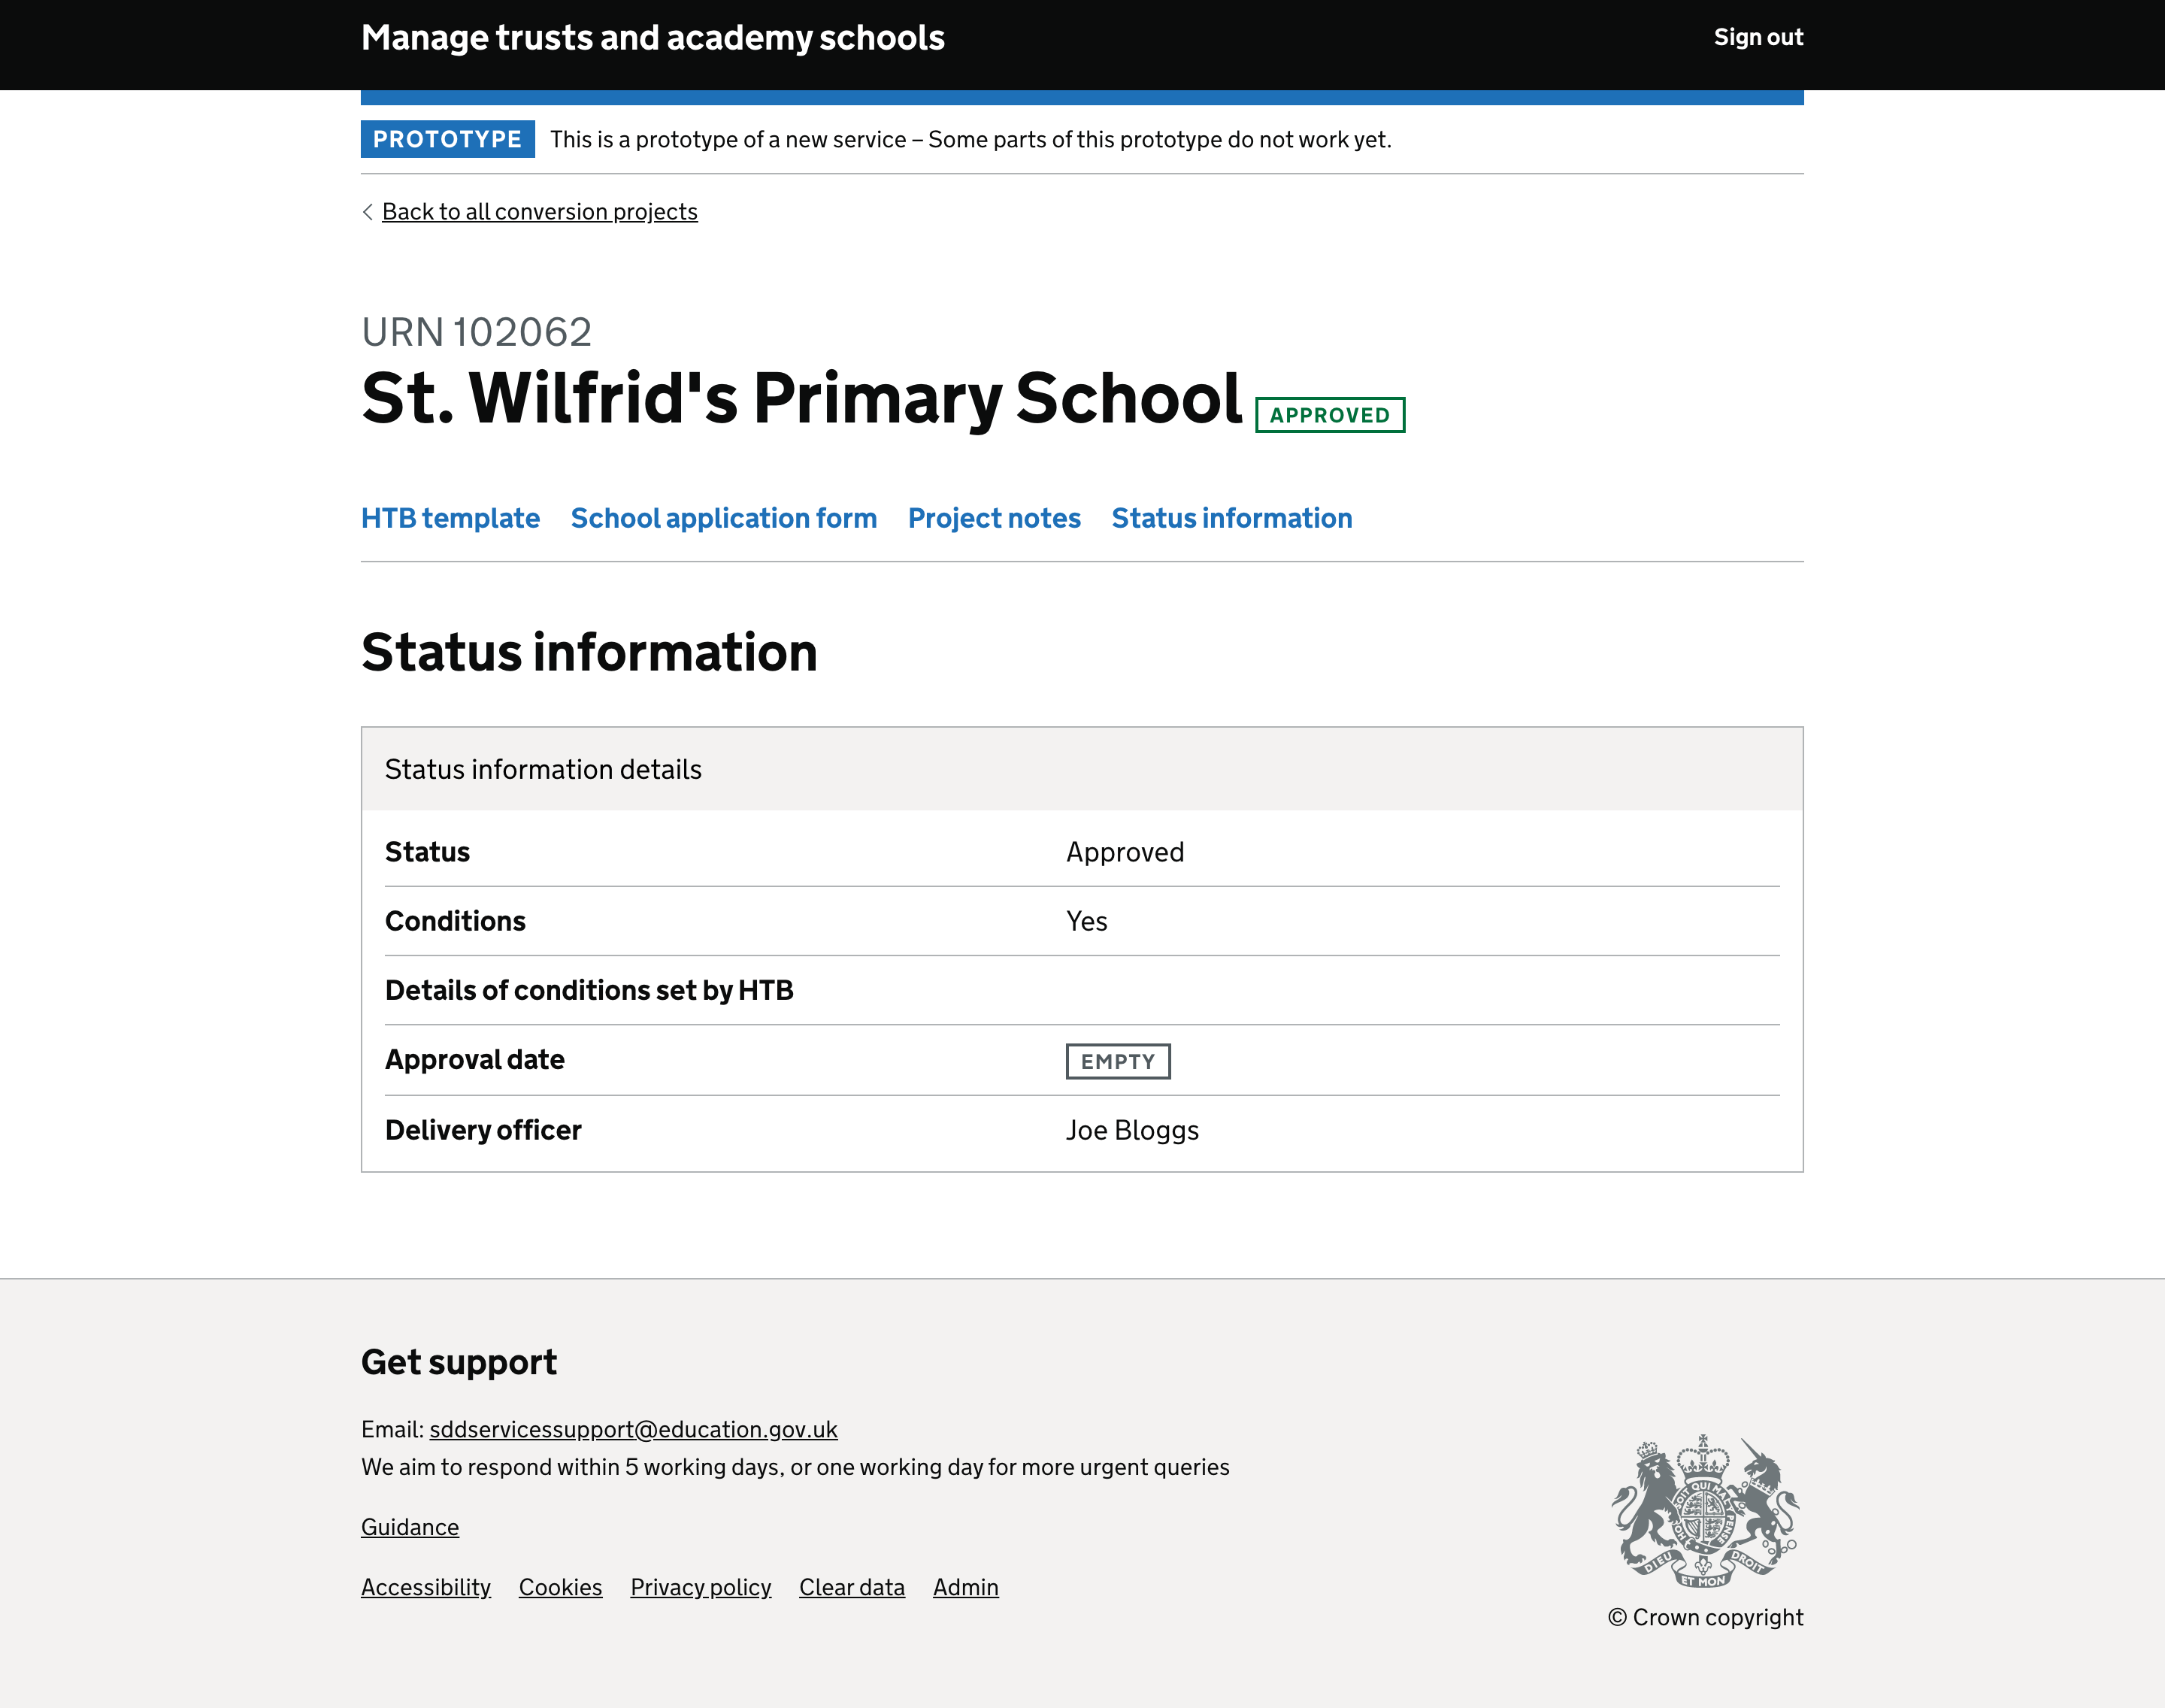 Manage trusts and academy schools
Sign out
PROTOTYPE This is a prototype of a new service – Some parts of this prototype do not work yet.
Back to all conversion projects
URN 102062
St. Wilfrid's Primary School APPROVED
HTB template School application form Project notes Status information
Status information
Status information details
Status Approved
Conditions Yes
Details of conditions set by HTB
Approval date EMPTY
Delivery officer Joe Bloggs
Get support
Email: sddservicessupport@education.gov.uk
We aim to respond within 5 working days, or one working day for more urgent queries
Guidance
Accessibility Cookies Privacy policy Clear data Admin
DIEU ET MON DROIT
© Crown copyright